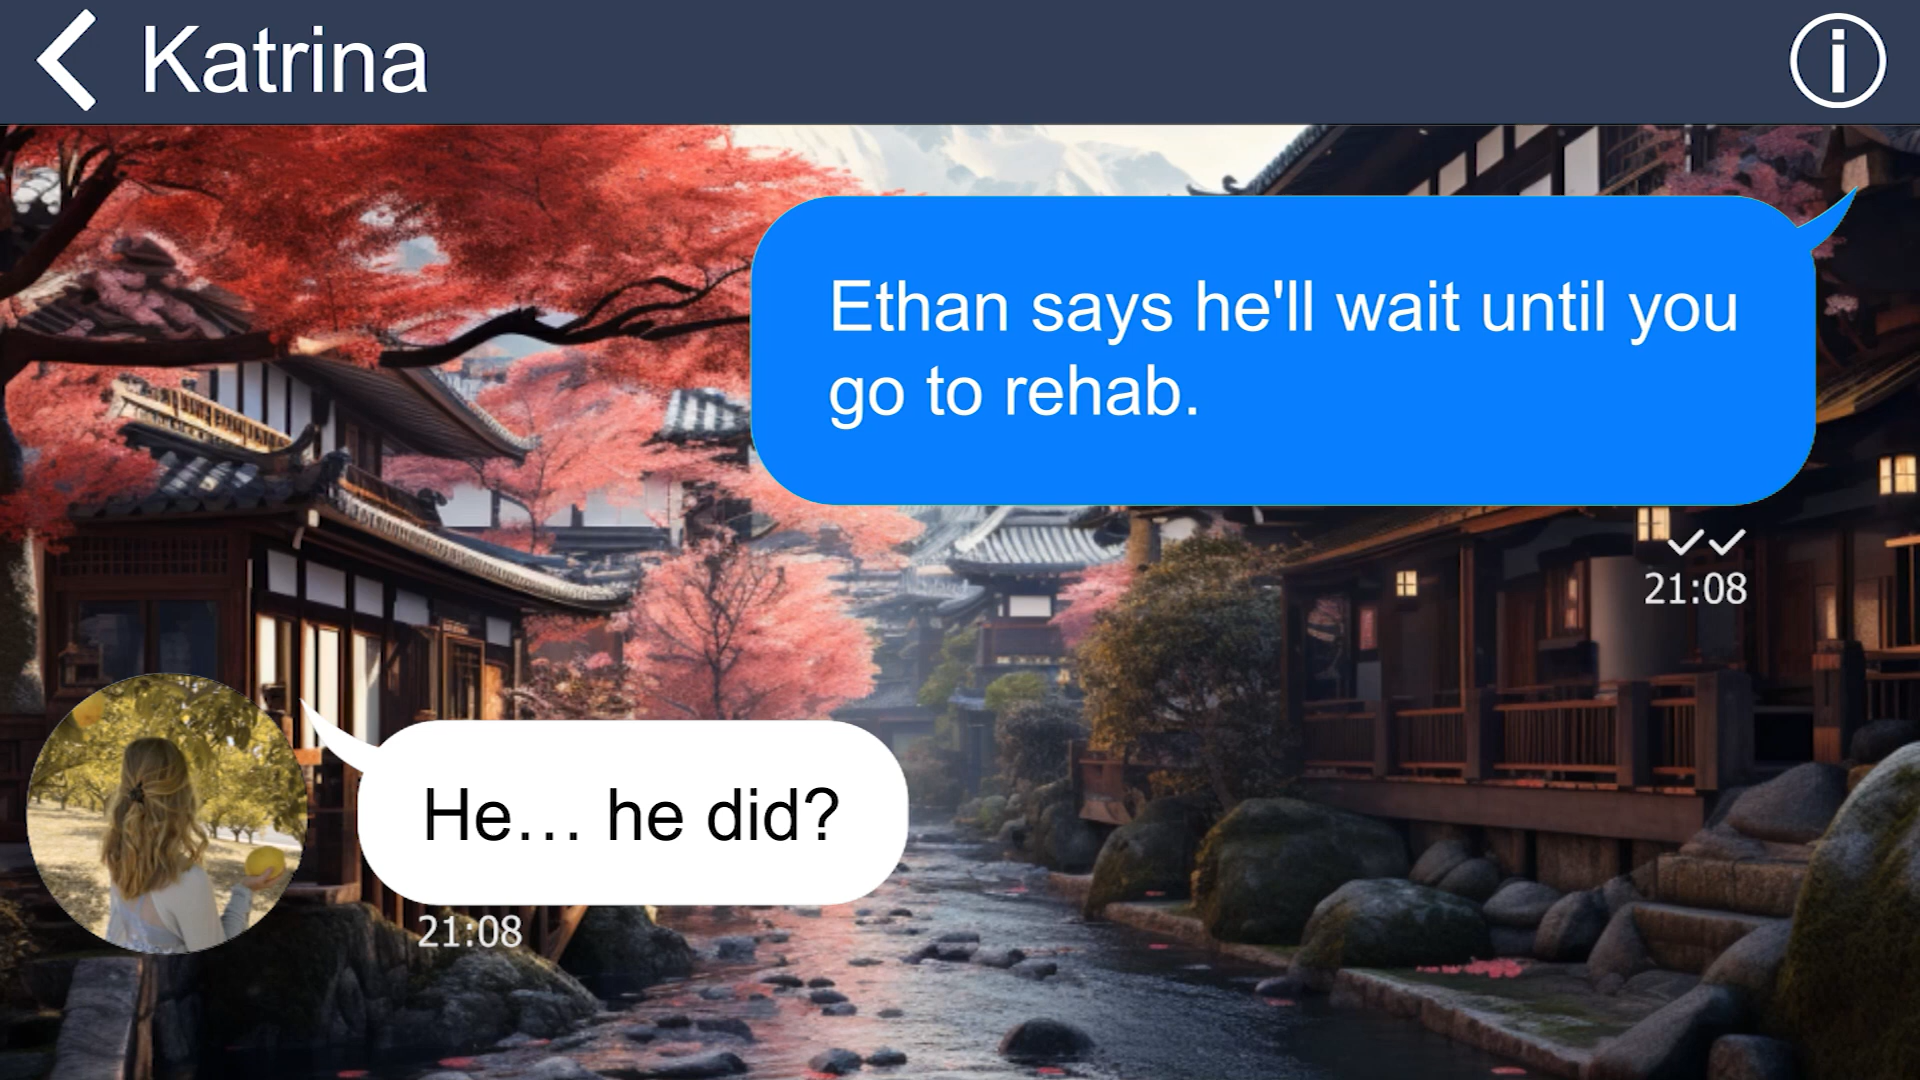 Katrina
Ethan says he'll wait until you
go to rehab.
21:08
He… he did?
21:08